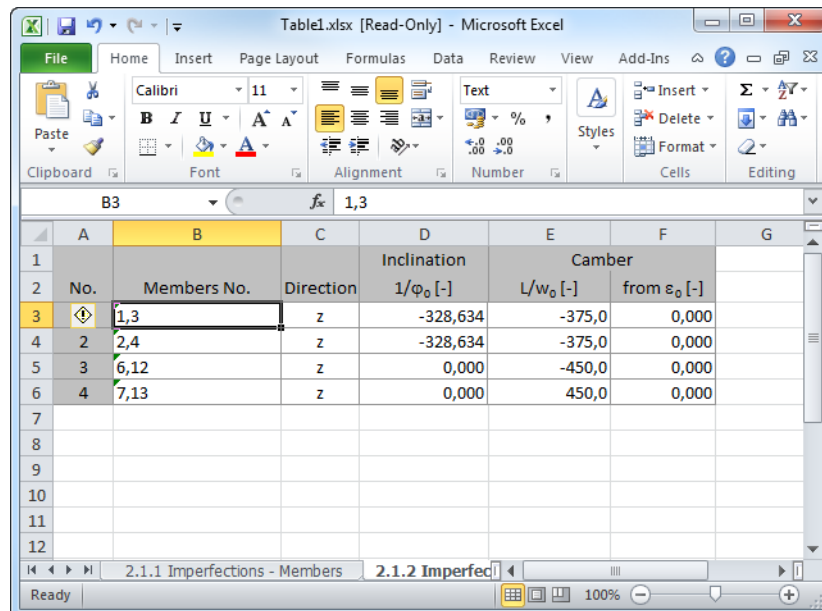 Table1.xlsx [Read-Only] - Microsoft Excel
File Home Insert Page Layout Formulas Data Review View Add-Ins
Calibri 11 Text Insert Σ
Paste B I U A A % , Styles Delete
A .00 .00 Format
Clipboard Font Alignment Number Cells Editing
B3 fx 1,3
A B C D E F G
1 Inclination Camber
2 No. Members No. Direction 1/φ₀ [-] L/w₀ [-] from ε₀ [-]
3 1,3 z -328,634 -375,0 0,000
4 2 2,4 z -328,634 -375,0 0,000
5 3 6,12 z 0,000 -450,0 0,000
6 4 7,13 z 0,000 450,0 0,000
7
8
9
10
11
12
2.1.1 Imperfections - Members 2.1.2 Imperfec
Ready 100%